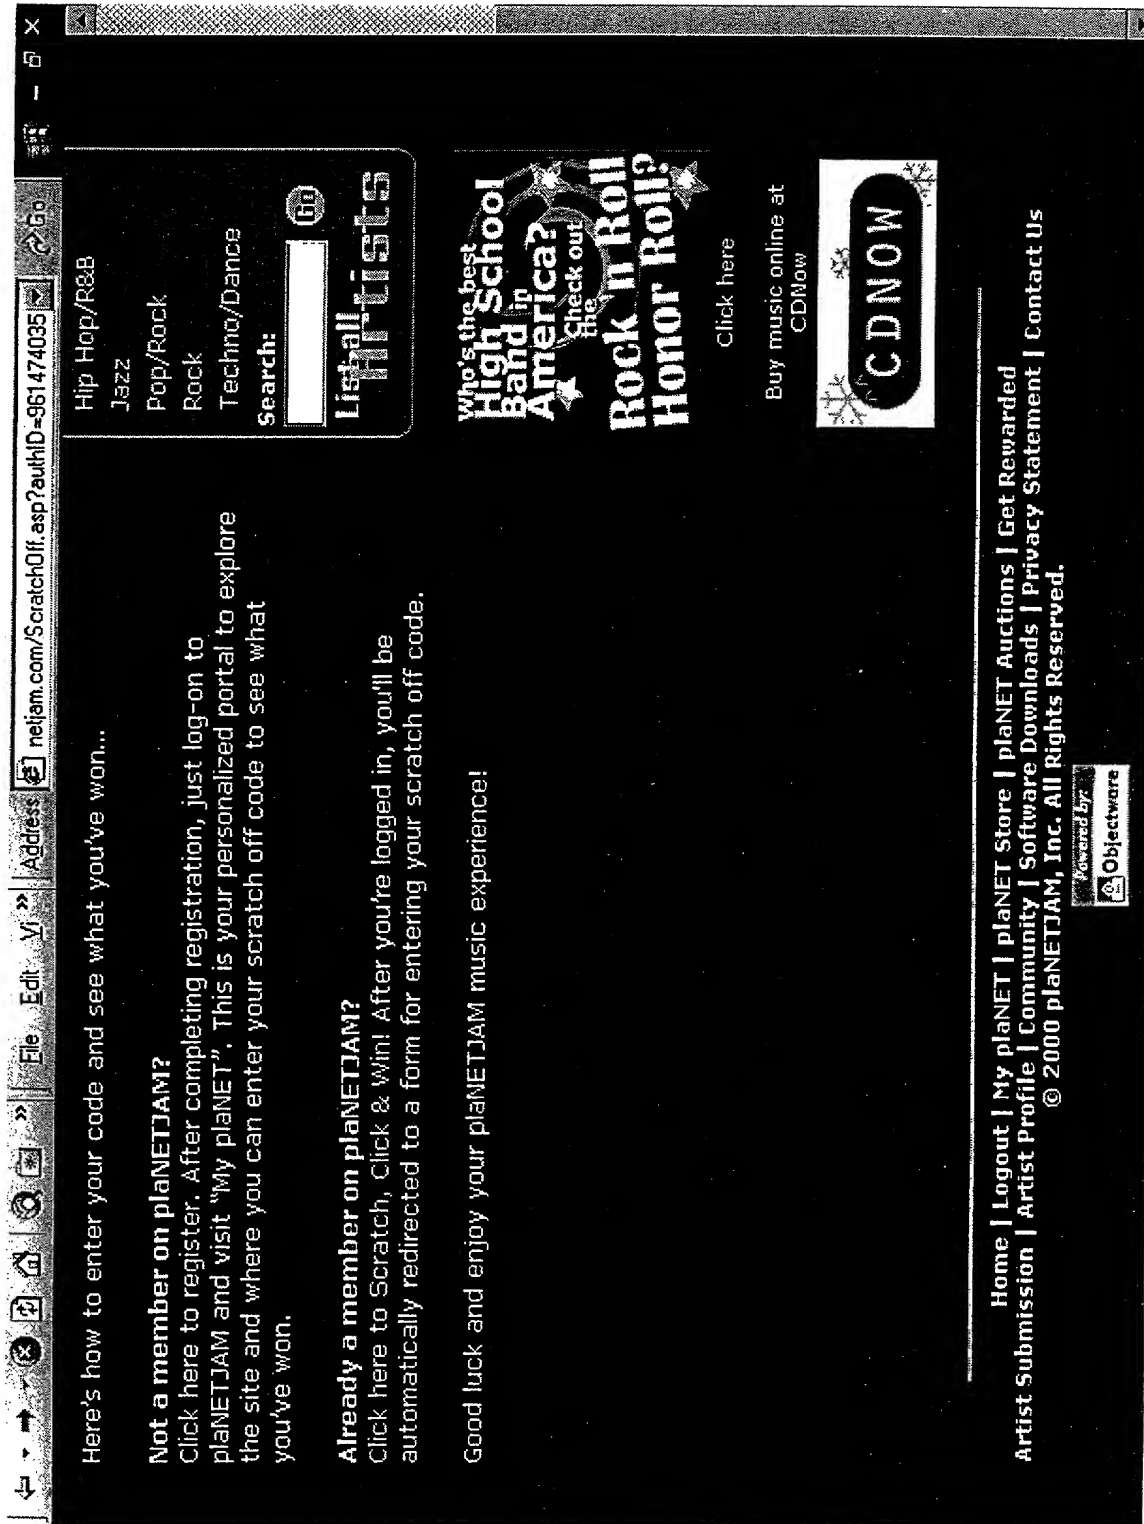 File Edit Vi » Address netjam.com/ScratchOff.asp?authID=961474035 Go
Here's how to enter your code and see what you've won...
Not a member on plaNETJAM?
Click here to register. After completing registration, just log-on to
plaNETJAM and visit "My plaNET". This is your personalized portal to explore
the site and where you can enter your scratch off code to see what
you've won.
Already a member on plaNETJAM?
Click here to Scratch, Click & Win! After you're logged in, you'll be
automatically redirected to a form for entering your scratch off code.
Good luck and enjoy your plaNETJAM music experience!
Hip Hop/R&B
Jazz
Pop/Rock
Rock
Techno/Dance
Search:
Go
List all
Artists
Who's the best
High School
Band in
America?
Check out
the
Rock n Roll
Honor Roll?
Click here
Buy music online at
CDNow
CDNOW
Home | Logout | My plaNET | plaNET Store | plaNET Auctions | Get Rewarded
Artist Submission | Artist Profile | Community | Software Downloads | Privacy Statement | Contact Us
© 2000 plaNETJAM, Inc. All Rights Reserved.
Powered by:
Objectware